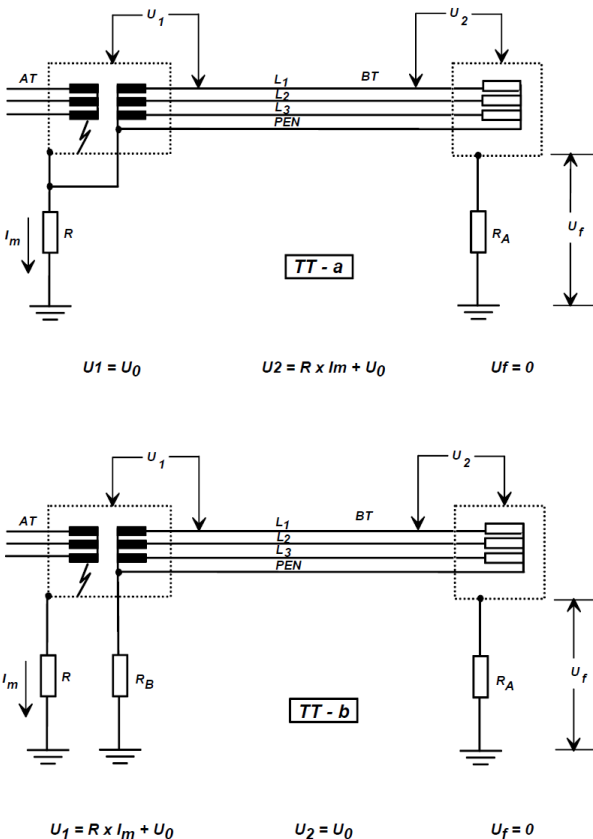 U1 U2
AT L1 BT
L2
L3
PEN
Im R RA Uf
TT - a
U1 = U0 U2 = R x Im + U0 Uf = 0
U1 U2
AT L1 BT
L2
L3
PEN
Im R RB RA Uf
TT - b
U1 = R x Im + U0 U2 = U0 Uf = 0